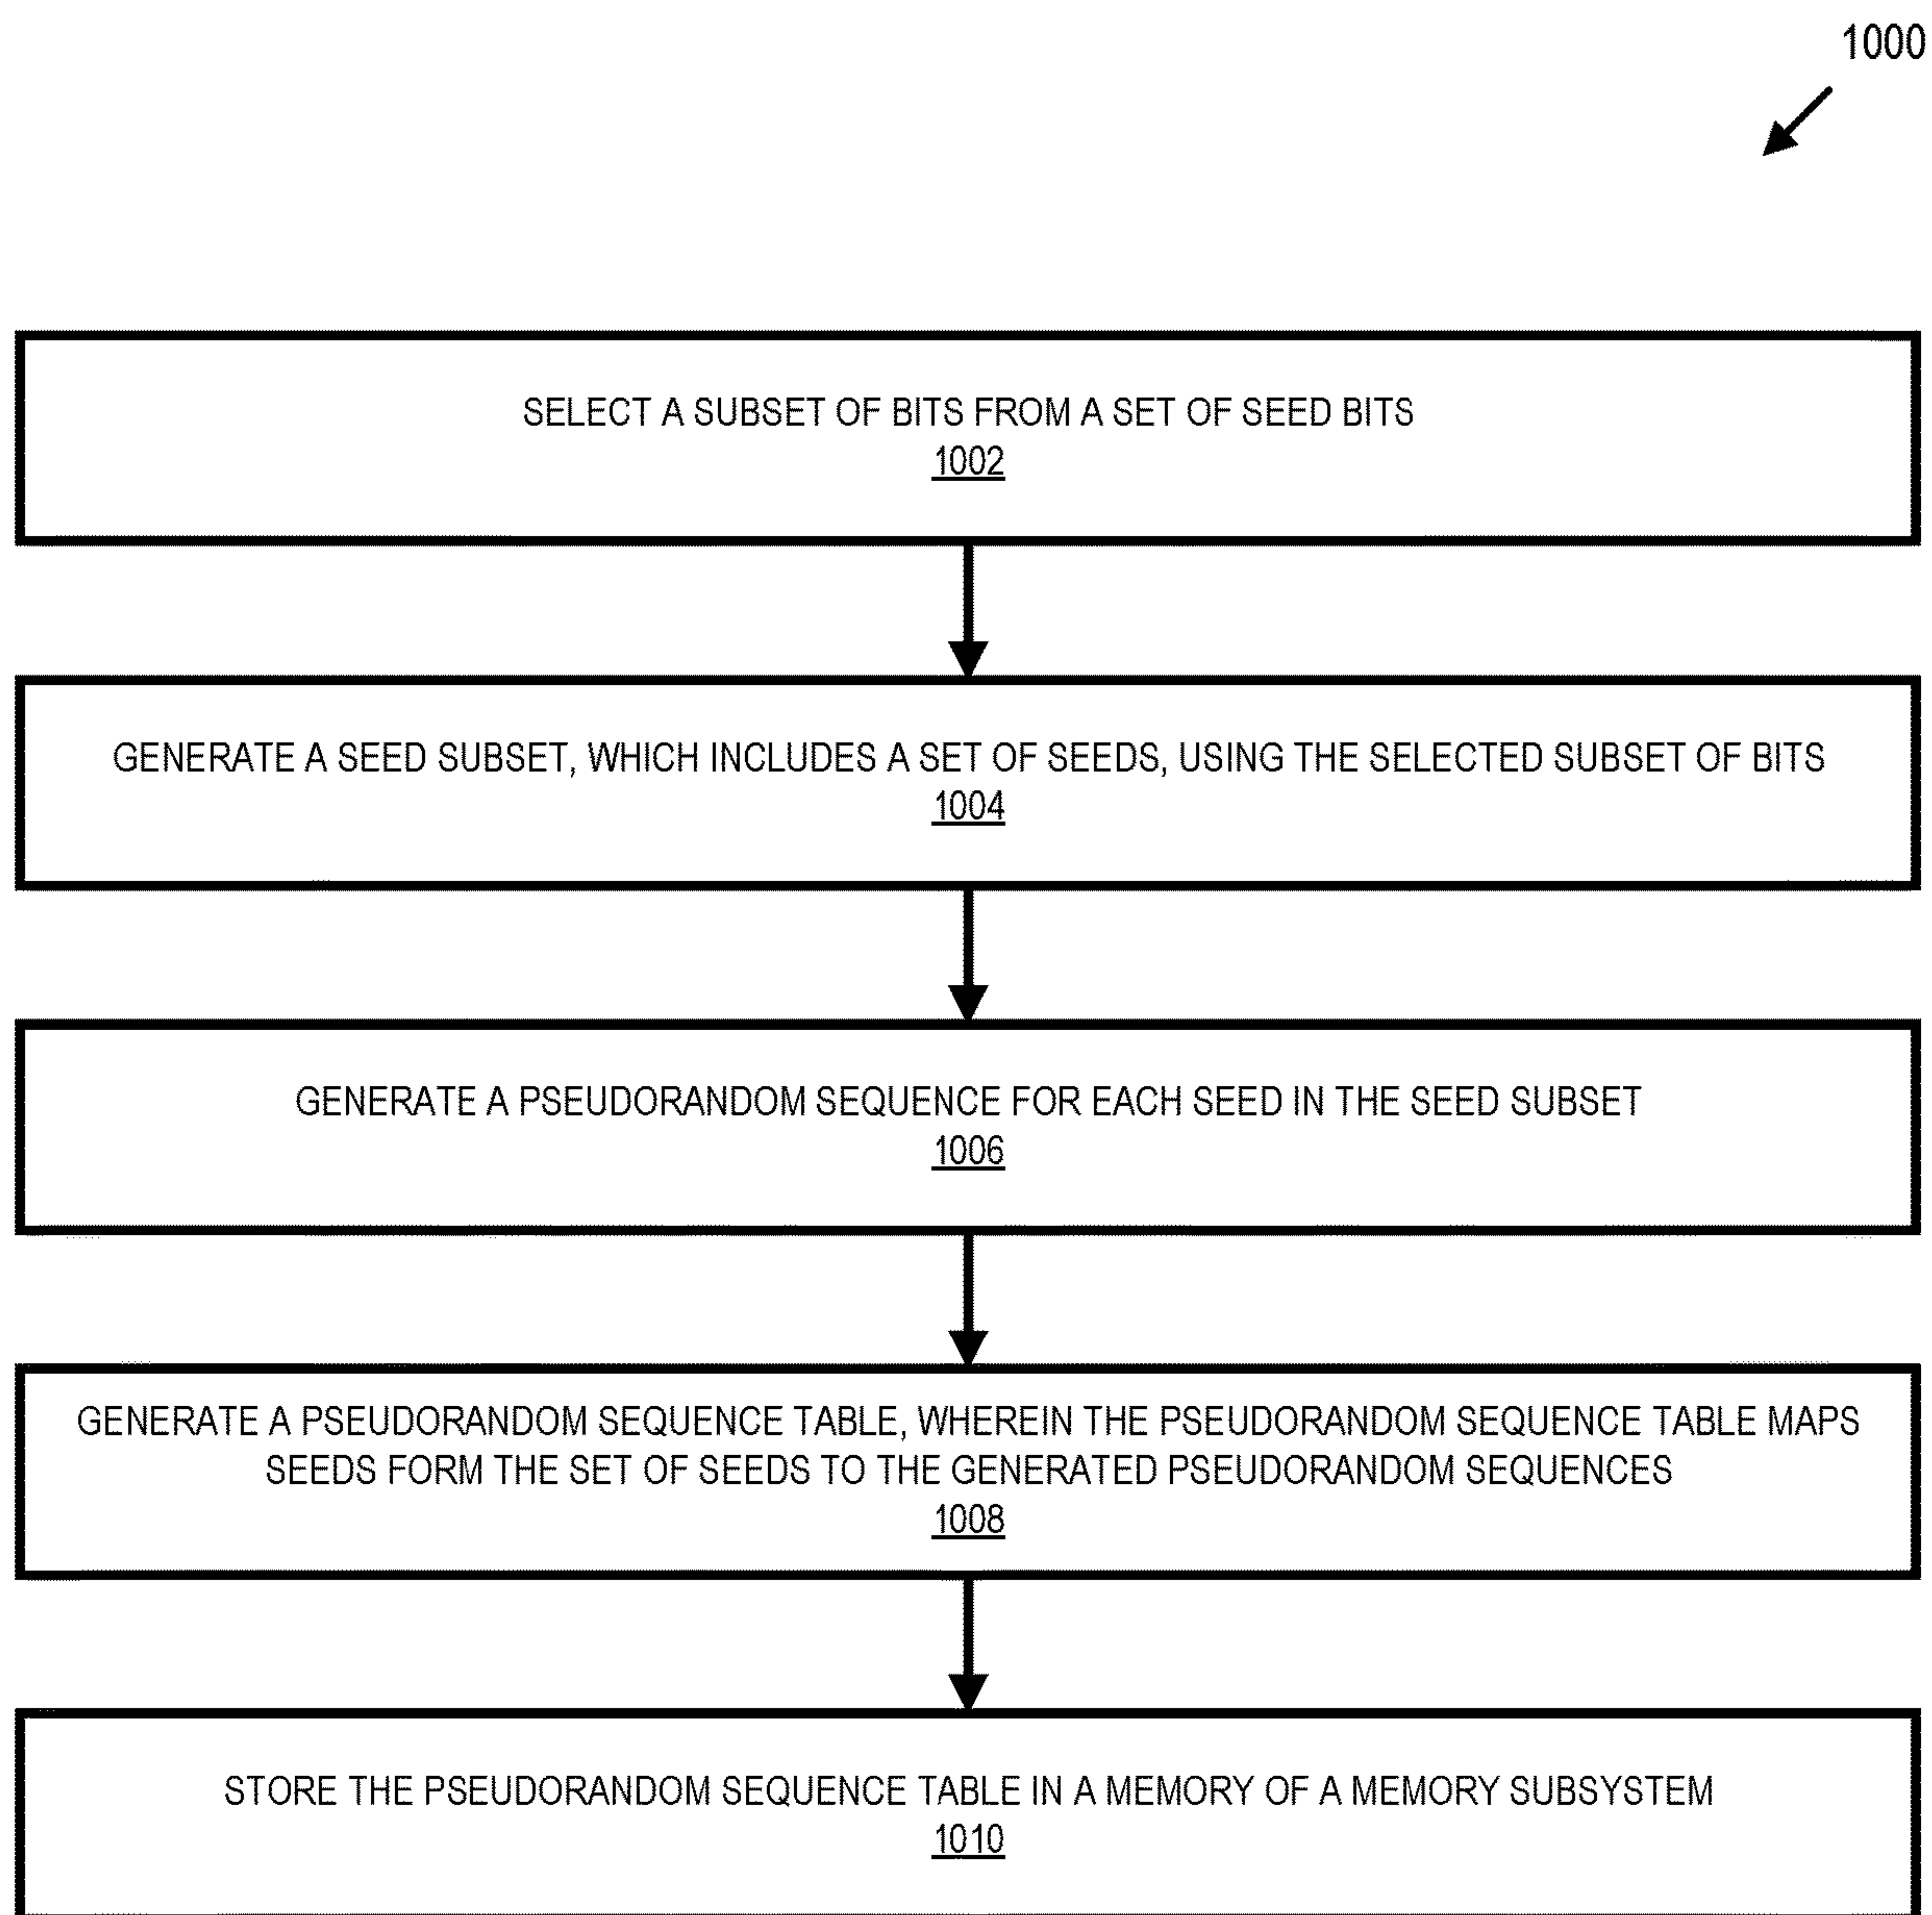 1000
SELECT A SUBSET OF BITS FROM A SET OF SEED BITS
1002
GENERATE A SEED SUBSET, WHICH INCLUDES A SET OF SEEDS, USING THE SELECTED SUBSET OF BITS
1004
GENERATE A PSEUDORANDOM SEQUENCE FOR EACH SEED IN THE SEED SUBSET
1006
GENERATE A PSEUDORANDOM SEQUENCE TABLE, WHEREIN THE PSEUDORANDOM SEQUENCE TABLE MAPS
SEEDS FORM THE SET OF SEEDS TO THE GENERATED PSEUDORANDOM SEQUENCES
1008
STORE THE PSEUDORANDOM SEQUENCE TABLE IN A MEMORY OF A MEMORY SUBSYSTEM
1010